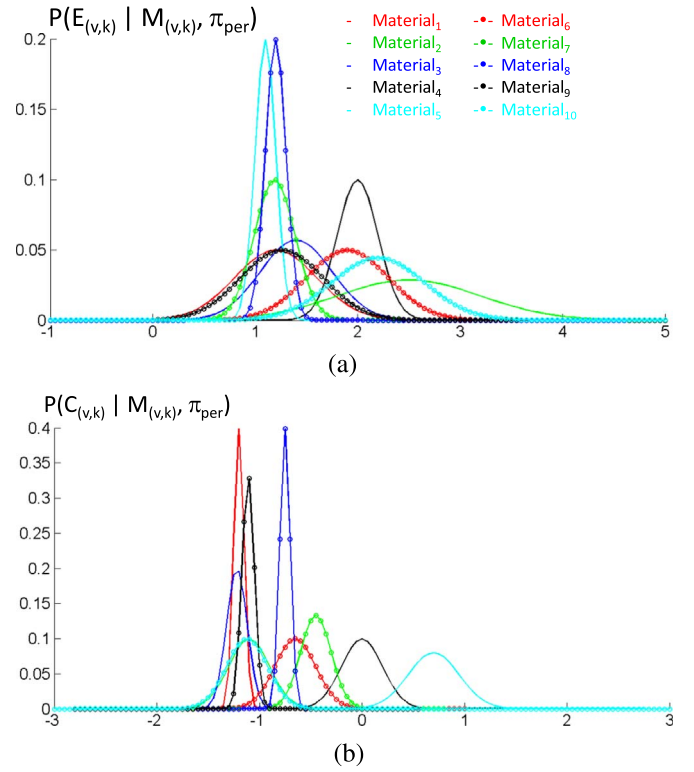 P(E(v,k) | M(v,k), πper)
- Material1 -•- Material6
- Material2 -•- Material7
- Material3 -•- Material8
- Material4 -•- Material9
- Material5 -•- Material10
0.2
0.15
0.1
0.05
0
-1 0 1 2 3 4 5
(a)
P(C(v,k) | M(v,k), πper)
0.4
0.35
0.3
0.25
0.2
0.15
0.1
0.05
0
-3 -2 -1 0 1 2 3
(b)